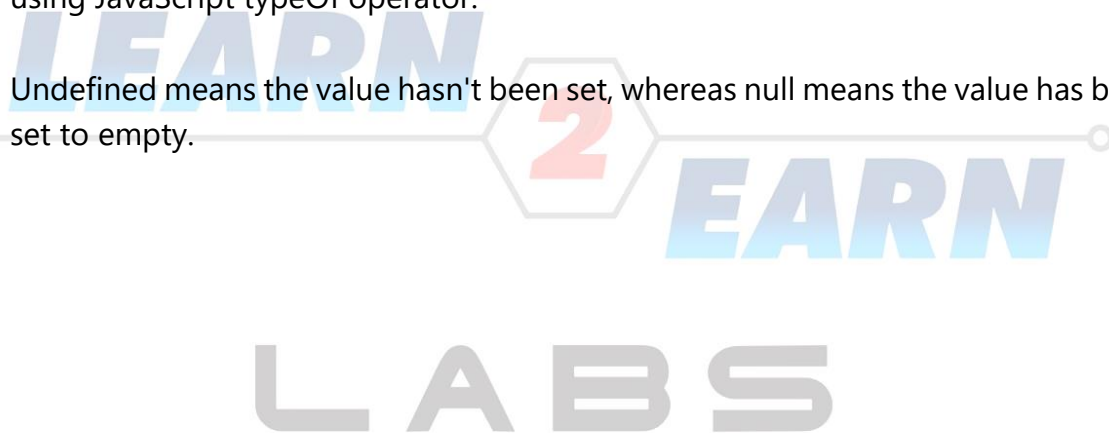 using JavaScript typeOf operator.
LEARN
Undefined means the value hasn't been set, whereas null means the value has b
set to empty.
2
EARN
LABS